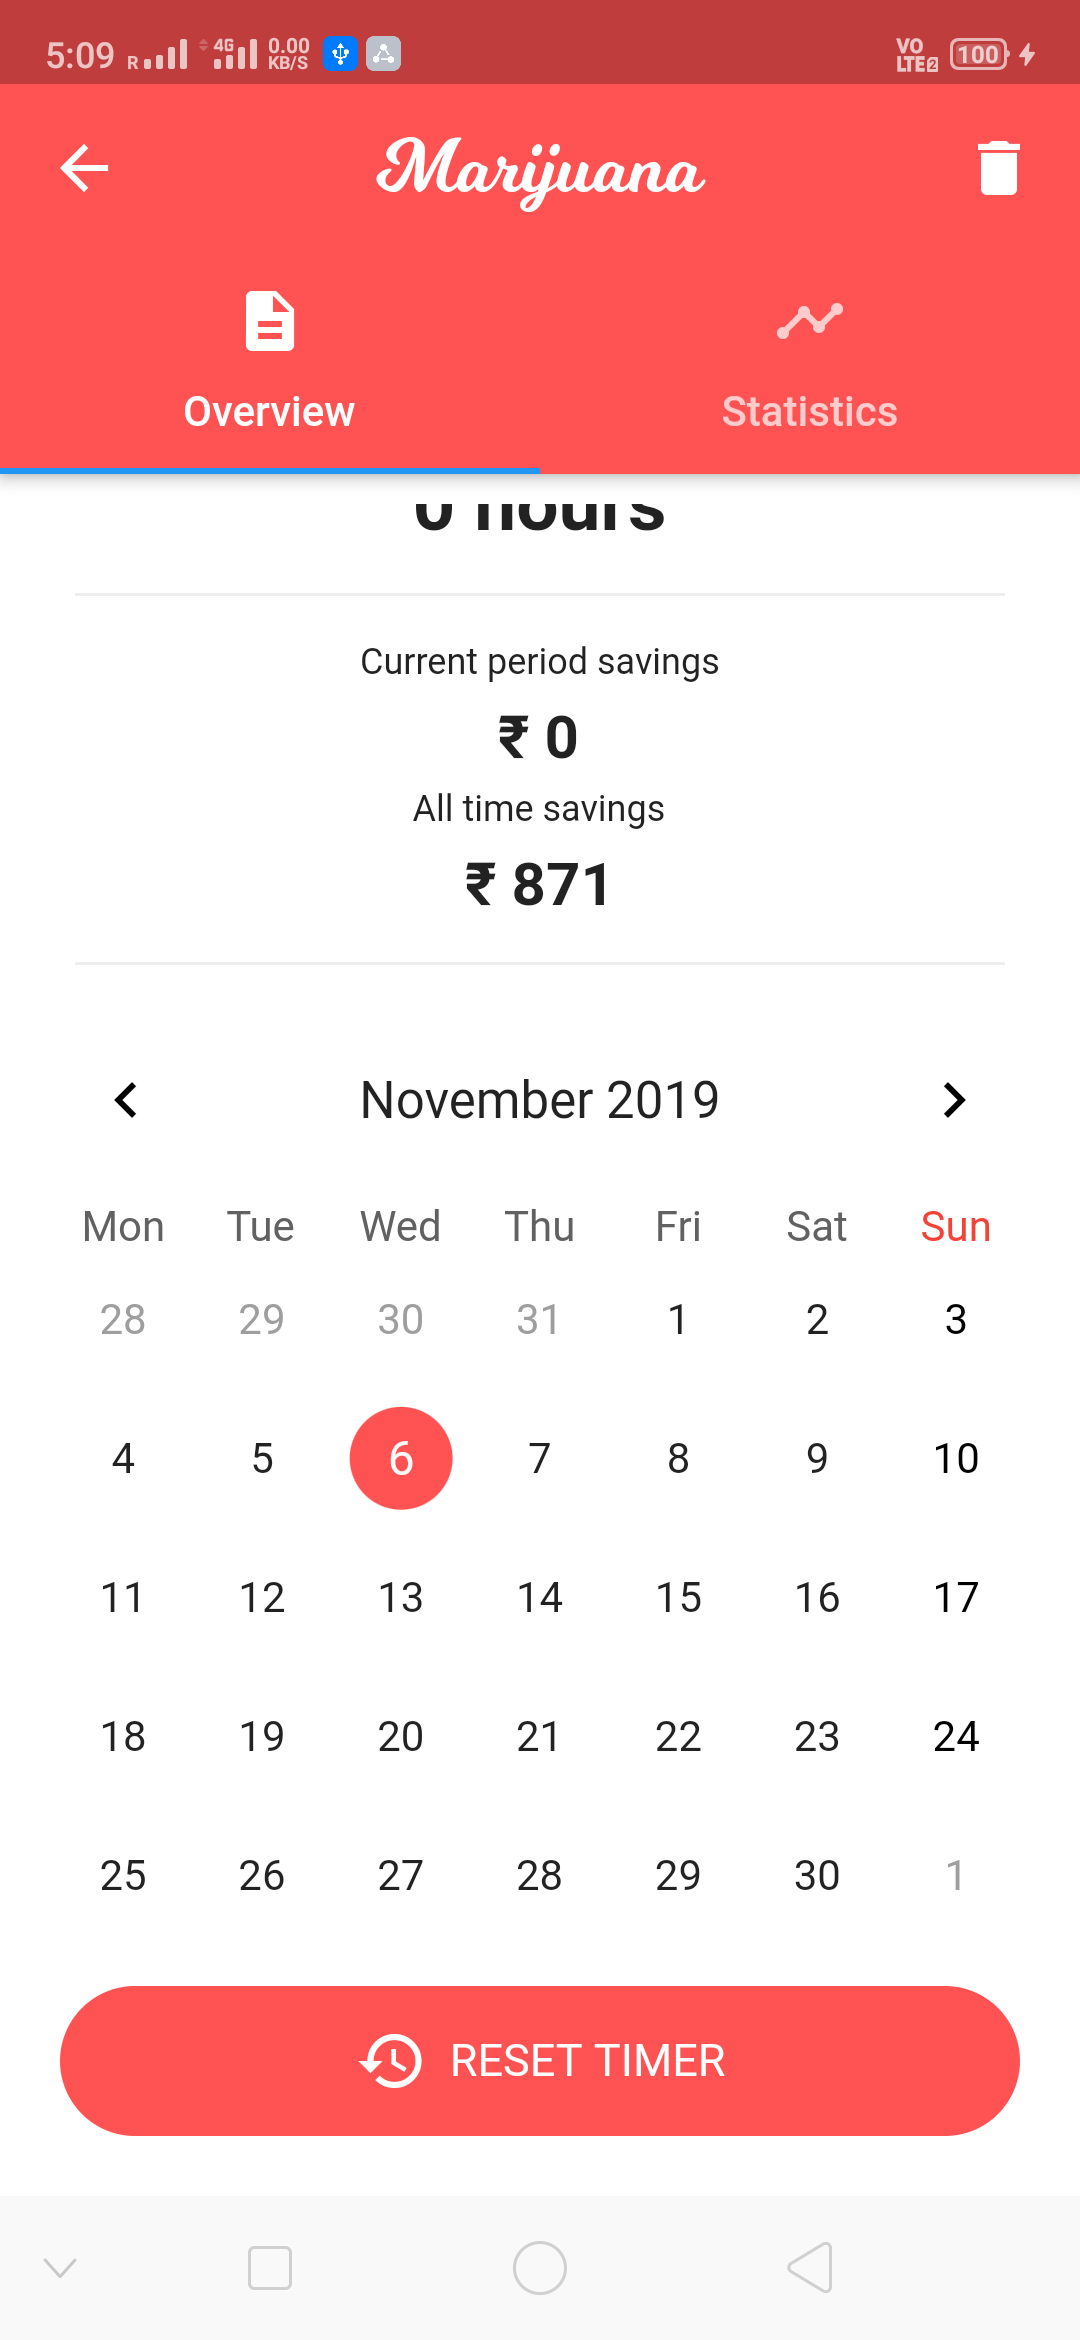 5:09 R 4G 0.00 KB/S VO LTE 2 100
Marijuana
Overview Statistics
0 hours
Current period savings
₹ 0
All time savings
₹ 871
November 2019
Mon Tue Wed Thu Fri Sat Sun
28 29 30 31 1 2 3
4 5 6 7 8 9 10
11 12 13 14 15 16 17
18 19 20 21 22 23 24
25 26 27 28 29 30 1
RESET TIMER